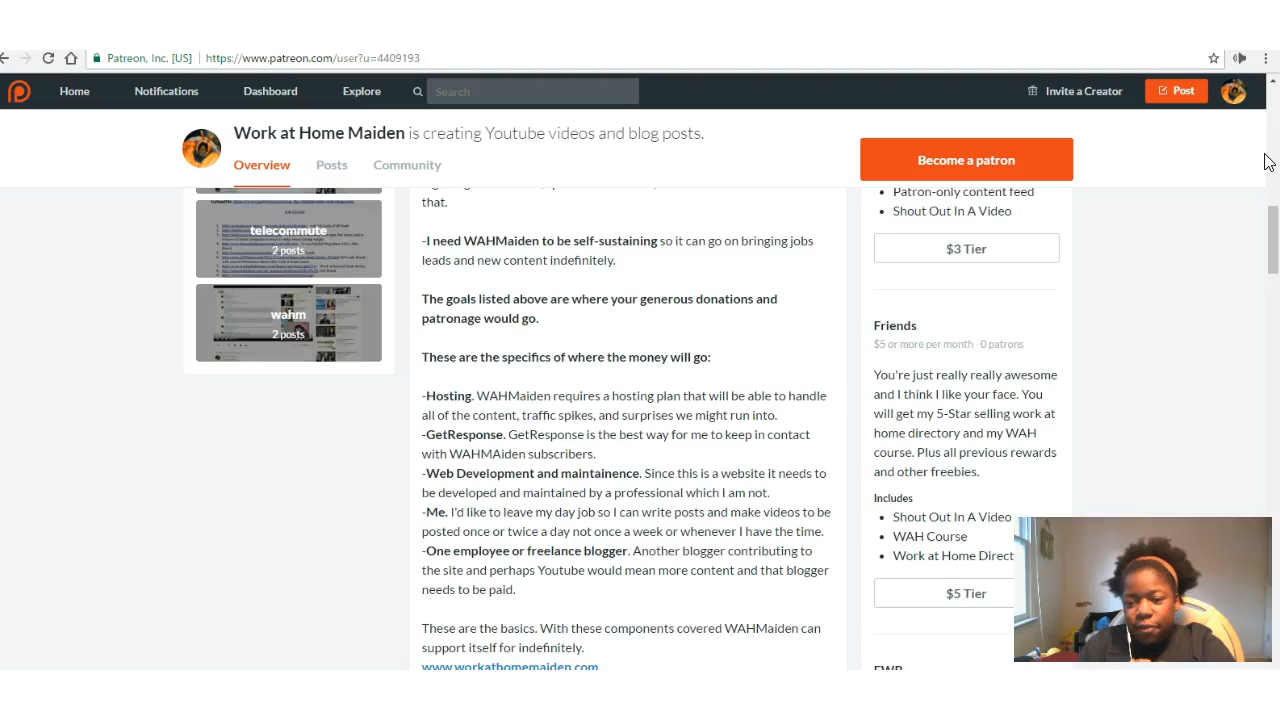 Patreon, Inc. [US]
https://www.patreon.com/user?u=4409193
Home
Notifications
Dashboard
Explore
Search
Invite a Creator
Post
Work at Home Maiden is creating Youtube videos and blog posts.
Overview
Posts
Community
Become a patron
telecommute
2 posts
wahm
2 posts
that.
-I need WAHMaiden to be self-sustaining so it can go on bringing jobs
leads and new content indefinitely.
The goals listed above are where your generous donations and
patronage would go.
These are the specifics of where the money will go:
-Hosting. WAHMaiden requires a hosting plan that will be able to handle
all of the content, traffic spikes, and surprises we might run into.
-GetResponse. GetResponse is the best way for me to keep in contact
with WAHMAiden subscribers.
-Web Development and maintainence. Since this is a website it needs to
be developed and maintained by a professional which I am not.
-Me. I'd like to leave my day job so I can write posts and make videos to be
posted once or twice a day not once a week or whenever I have the time.
-One employee or freelance blogger. Another blogger contributing to
the site and perhaps Youtube would mean more content and that blogger
needs to be paid.
These are the basics. With these components covered WAHMaiden can
support itself for indefinitely.
www.workathomemaiden.com
Patron-only content feed
Shout Out In A Video
$3 Tier
Friends
$5 or more per month · 0 patrons
You're just really really awesome
and I think I like your face. You
will get my 5-Star selling work at
home directory and my WAH
course. Plus all previous rewards
and other freebies.
Includes
Shout Out In A Video
WAH Course
Work at Home Direct
$5 Tier